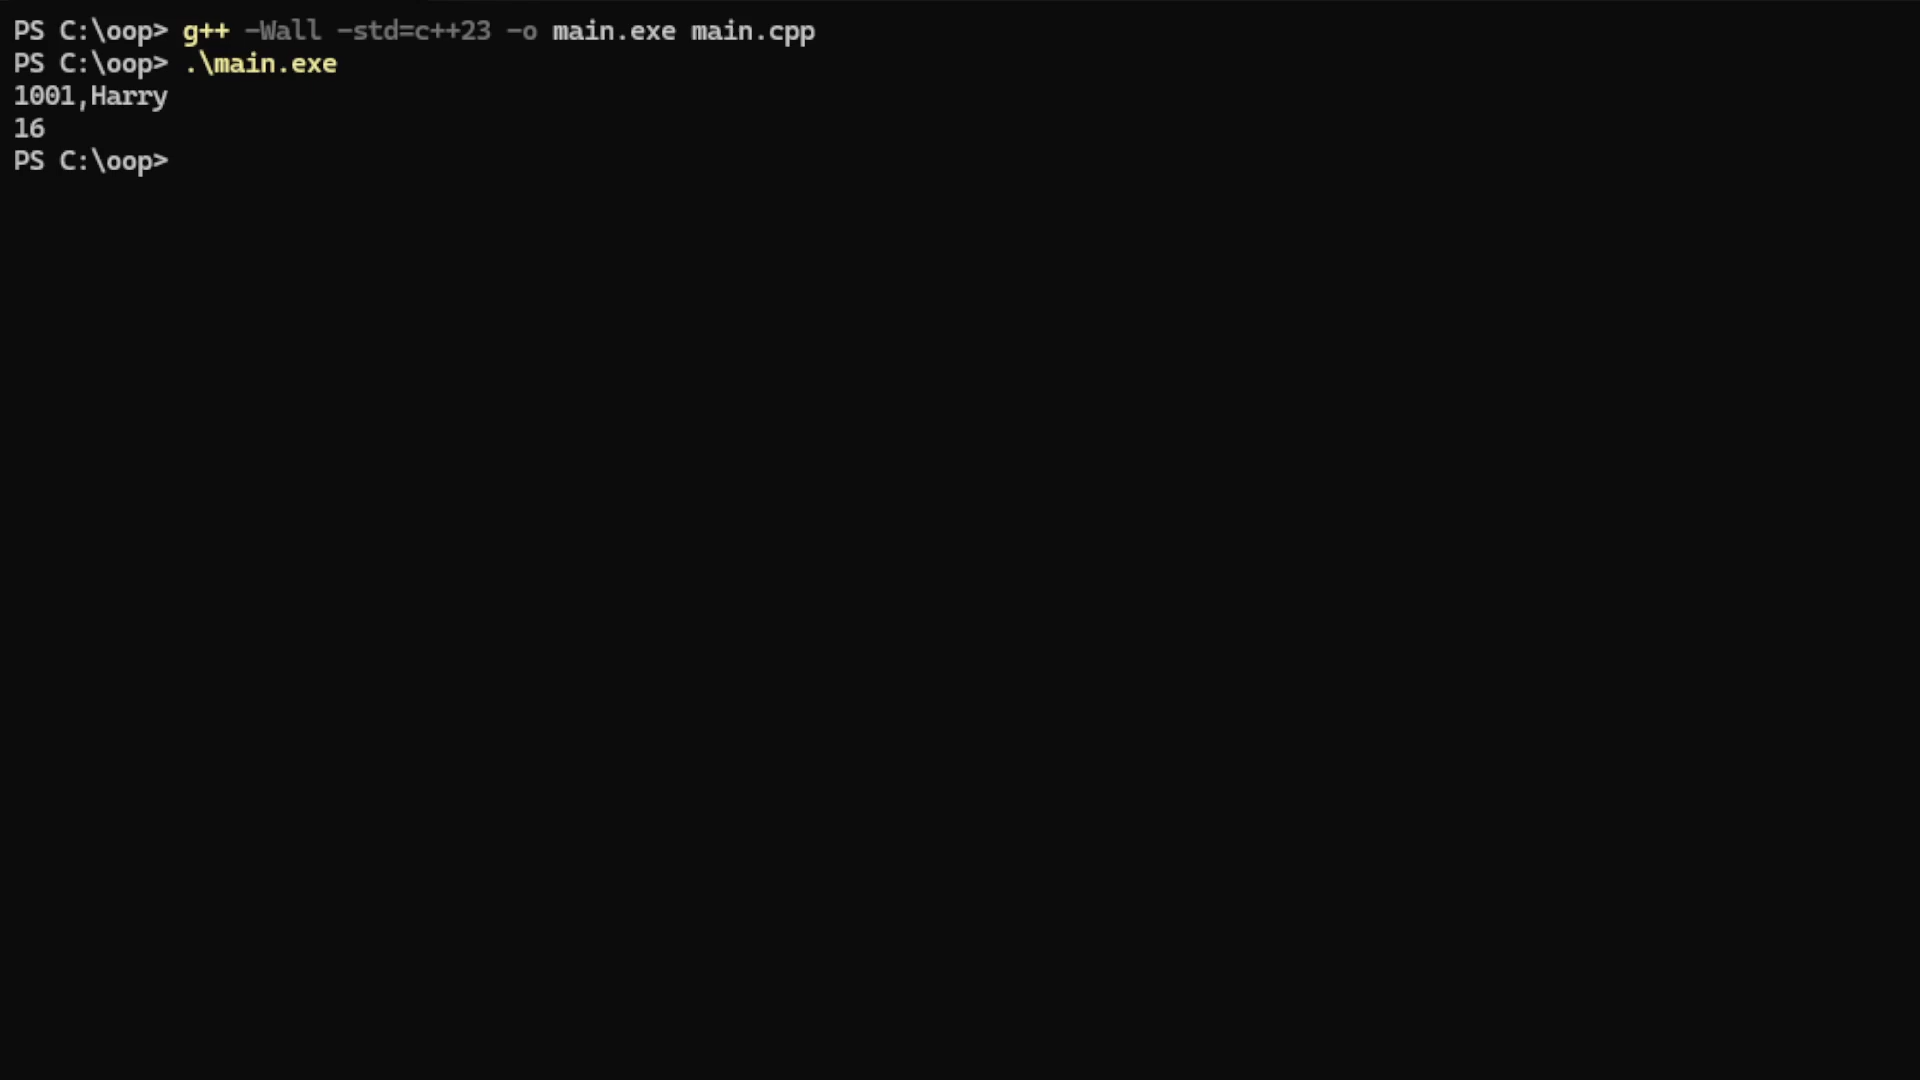 PS C:\oop> g++ -Wall -std=c++23 -o main.exe main.cpp
PS C:\oop> .\main.exe
1001,Harry
16
PS C:\oop>